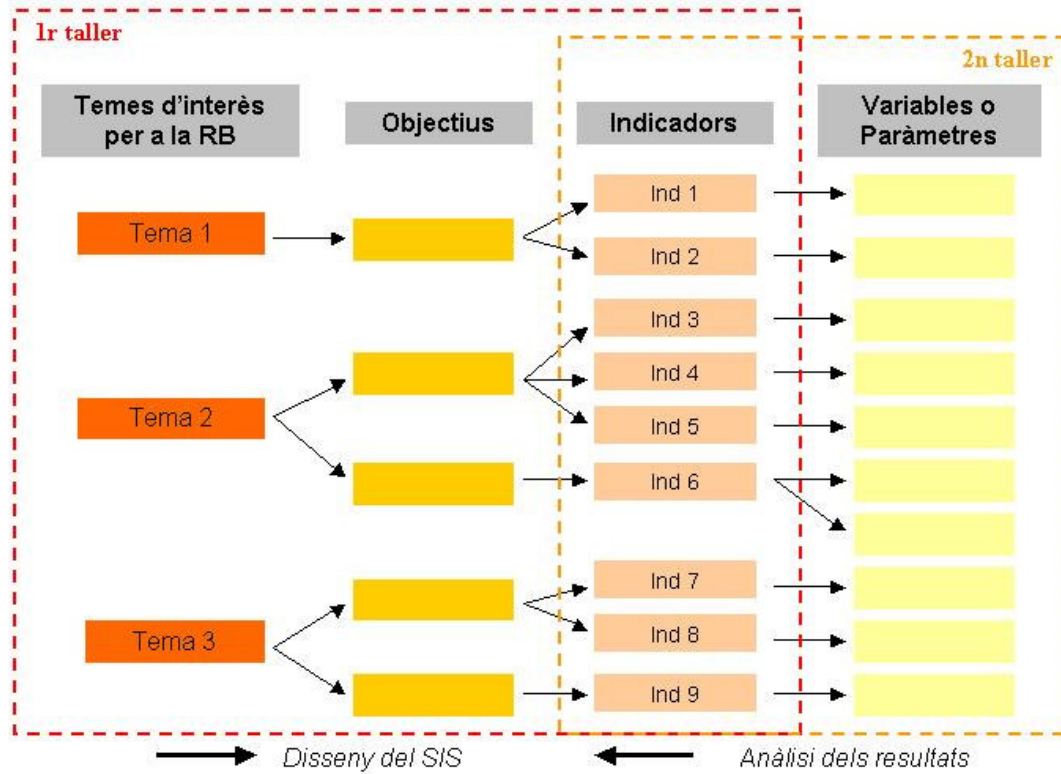 1r taller
2n taller
Temes d'interès
per a la RB
Objectius
Indicadors
Variables o
Paràmetres
Tema 1
Ind 1
Ind 2
Tema 2
Ind 3
Ind 4
Ind 5
Ind 6
Tema 3
Ind 7
Ind 8
Ind 9
Disseny del SIS
Anàlisi dels resultats